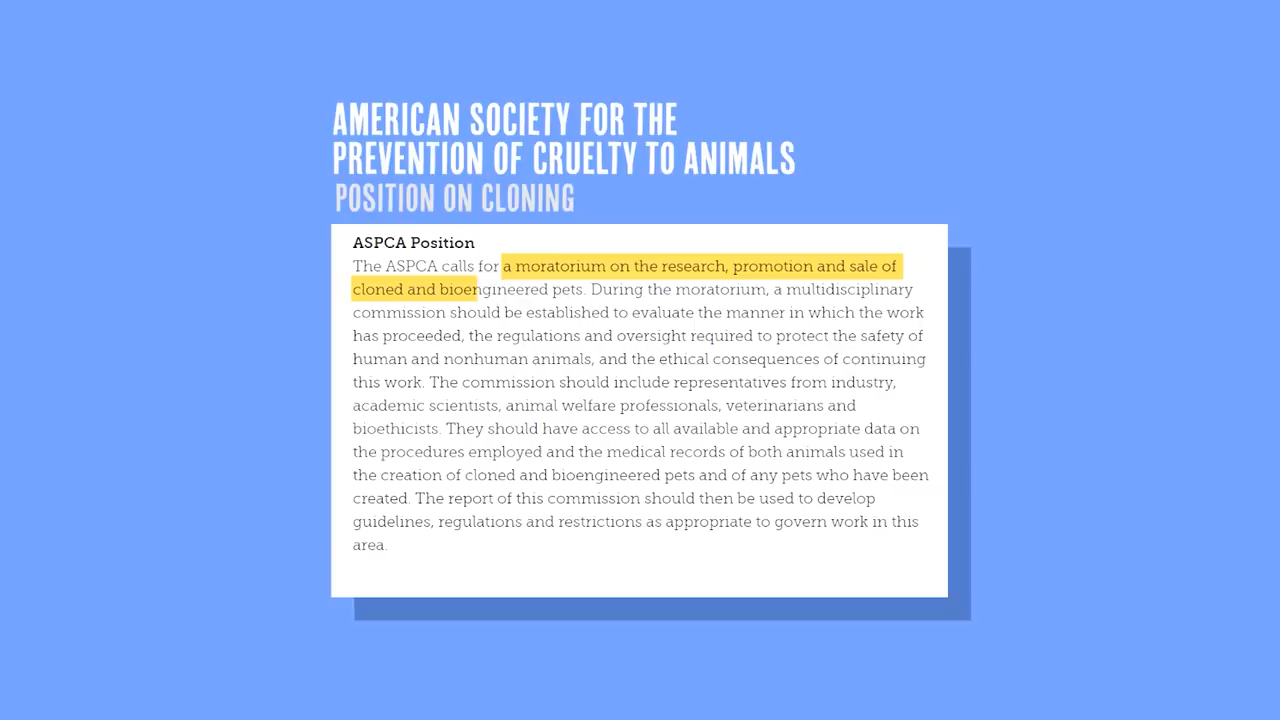 AMERICAN SOCIETY FOR THE
PREVENTION OF CRUELTY TO ANIMALS
POSITION ON CLONING
ASPCA Position
The ASPCA calls for a moratorium on the research, promotion and sale of
cloned and bioengineered pets. During the moratorium, a multidisciplinary
commission should be established to evaluate the manner in which the work
has proceeded, the regulations and oversight required to protect the safety of
human and nonhuman animals, and the ethical consequences of continuing
this work. The commission should include representatives from industry,
academic scientists, animal welfare professionals, veterinarians and
bioethicists. They should have access to all available and appropriate data on
the procedures employed and the medical records of both animals used in
the creation of cloned and bioengineered pets and of any pets who have been
created. The report of this commission should then be used to develop
guidelines, regulations and restrictions as appropriate to govern work in this
area.